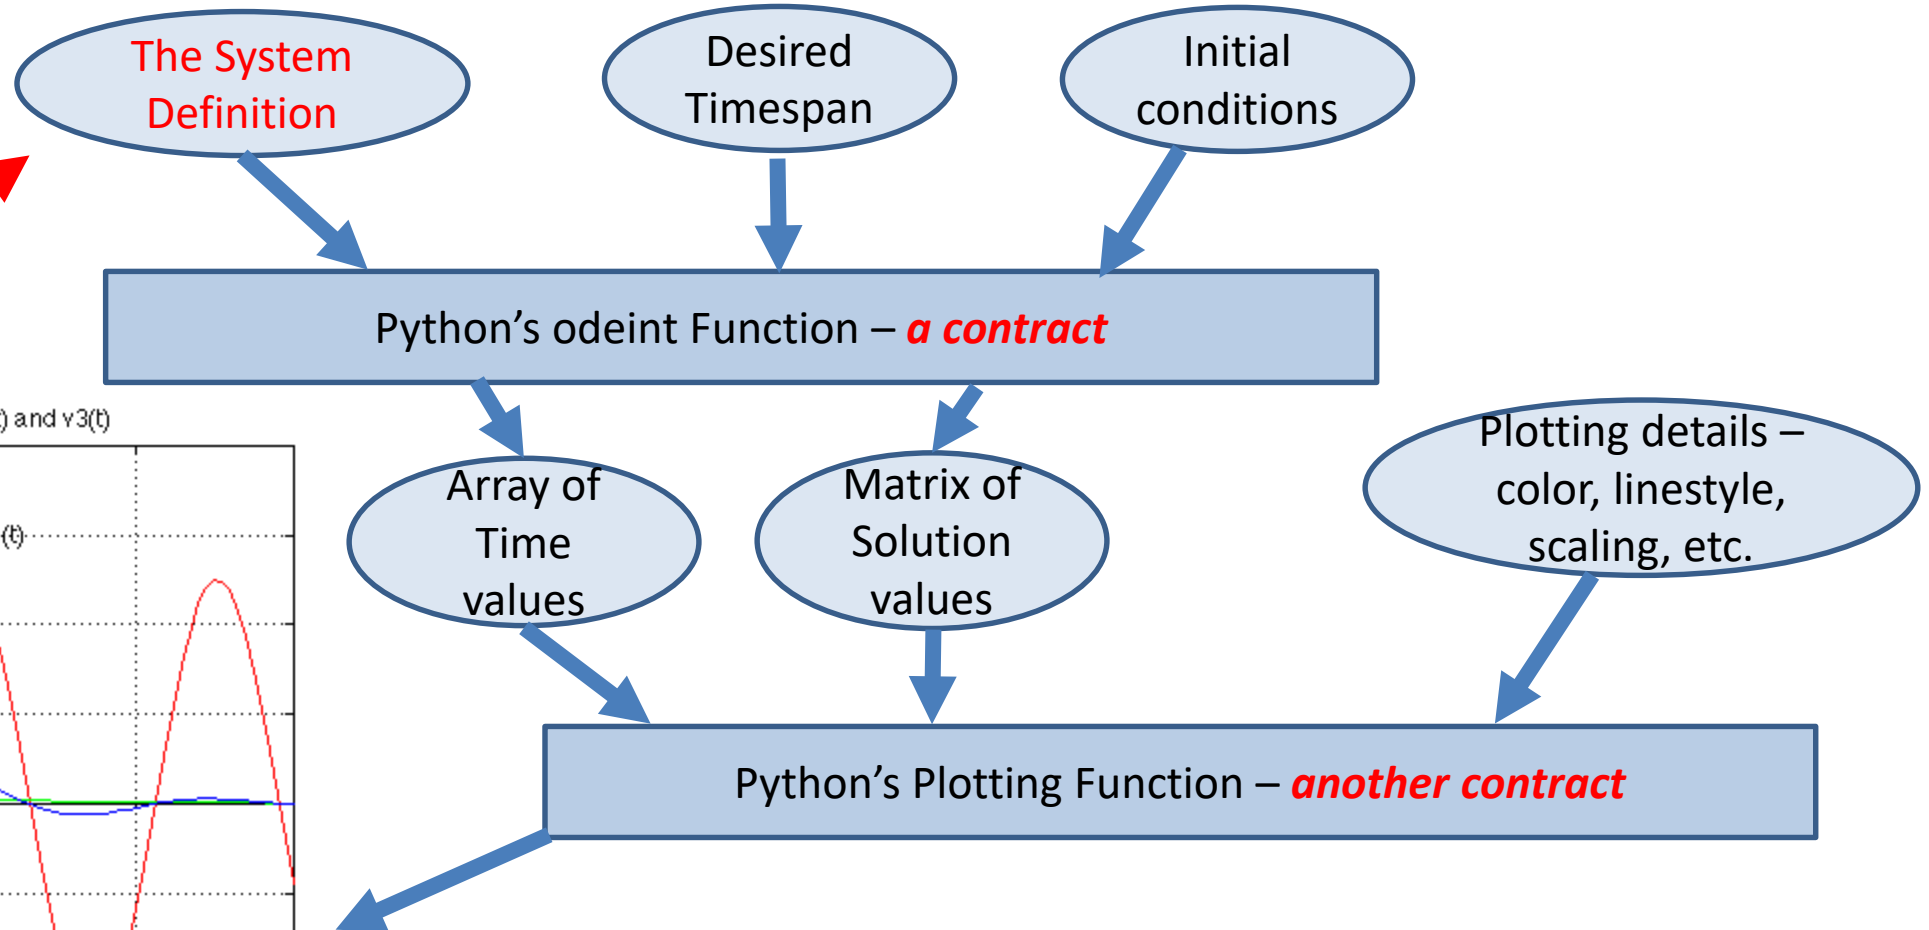 The System
Definition
Desired
Timespan
Initial
conditions
Python’s odeint Function – a contract
) and v3(t)
(t)
Array of
Time
values
Matrix of
Solution
values
Plotting details –
color, linestyle,
scaling, etc.
Python’s Plotting Function – another contract